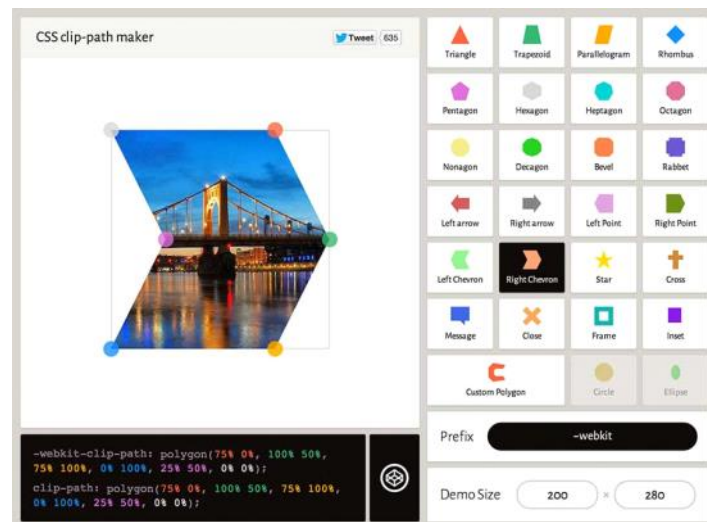 CSS clip-path maker
Tweet 635
Triangle Trapezoid Parallelogram Rhombus
Pentagon Hexagon Heptagon Octagon
Nonagon Decagon Bevel Rabbet
Left arrow Right arrow Left Point Right Point
Left Chevron Right Chevron Star Cross
Message Close Frame Inset
Custom Polygon Circle Ellipse
-webkit-clip-path: polygon(75% 0%, 100% 50%,
75% 100%, 0% 100%, 25% 50%, 0% 0%);
clip-path: polygon(75% 0%, 100% 50%, 75% 100%,
0% 100%, 25% 50%, 0% 0%);
Prefix -webkit
Demo Size 200 × 280